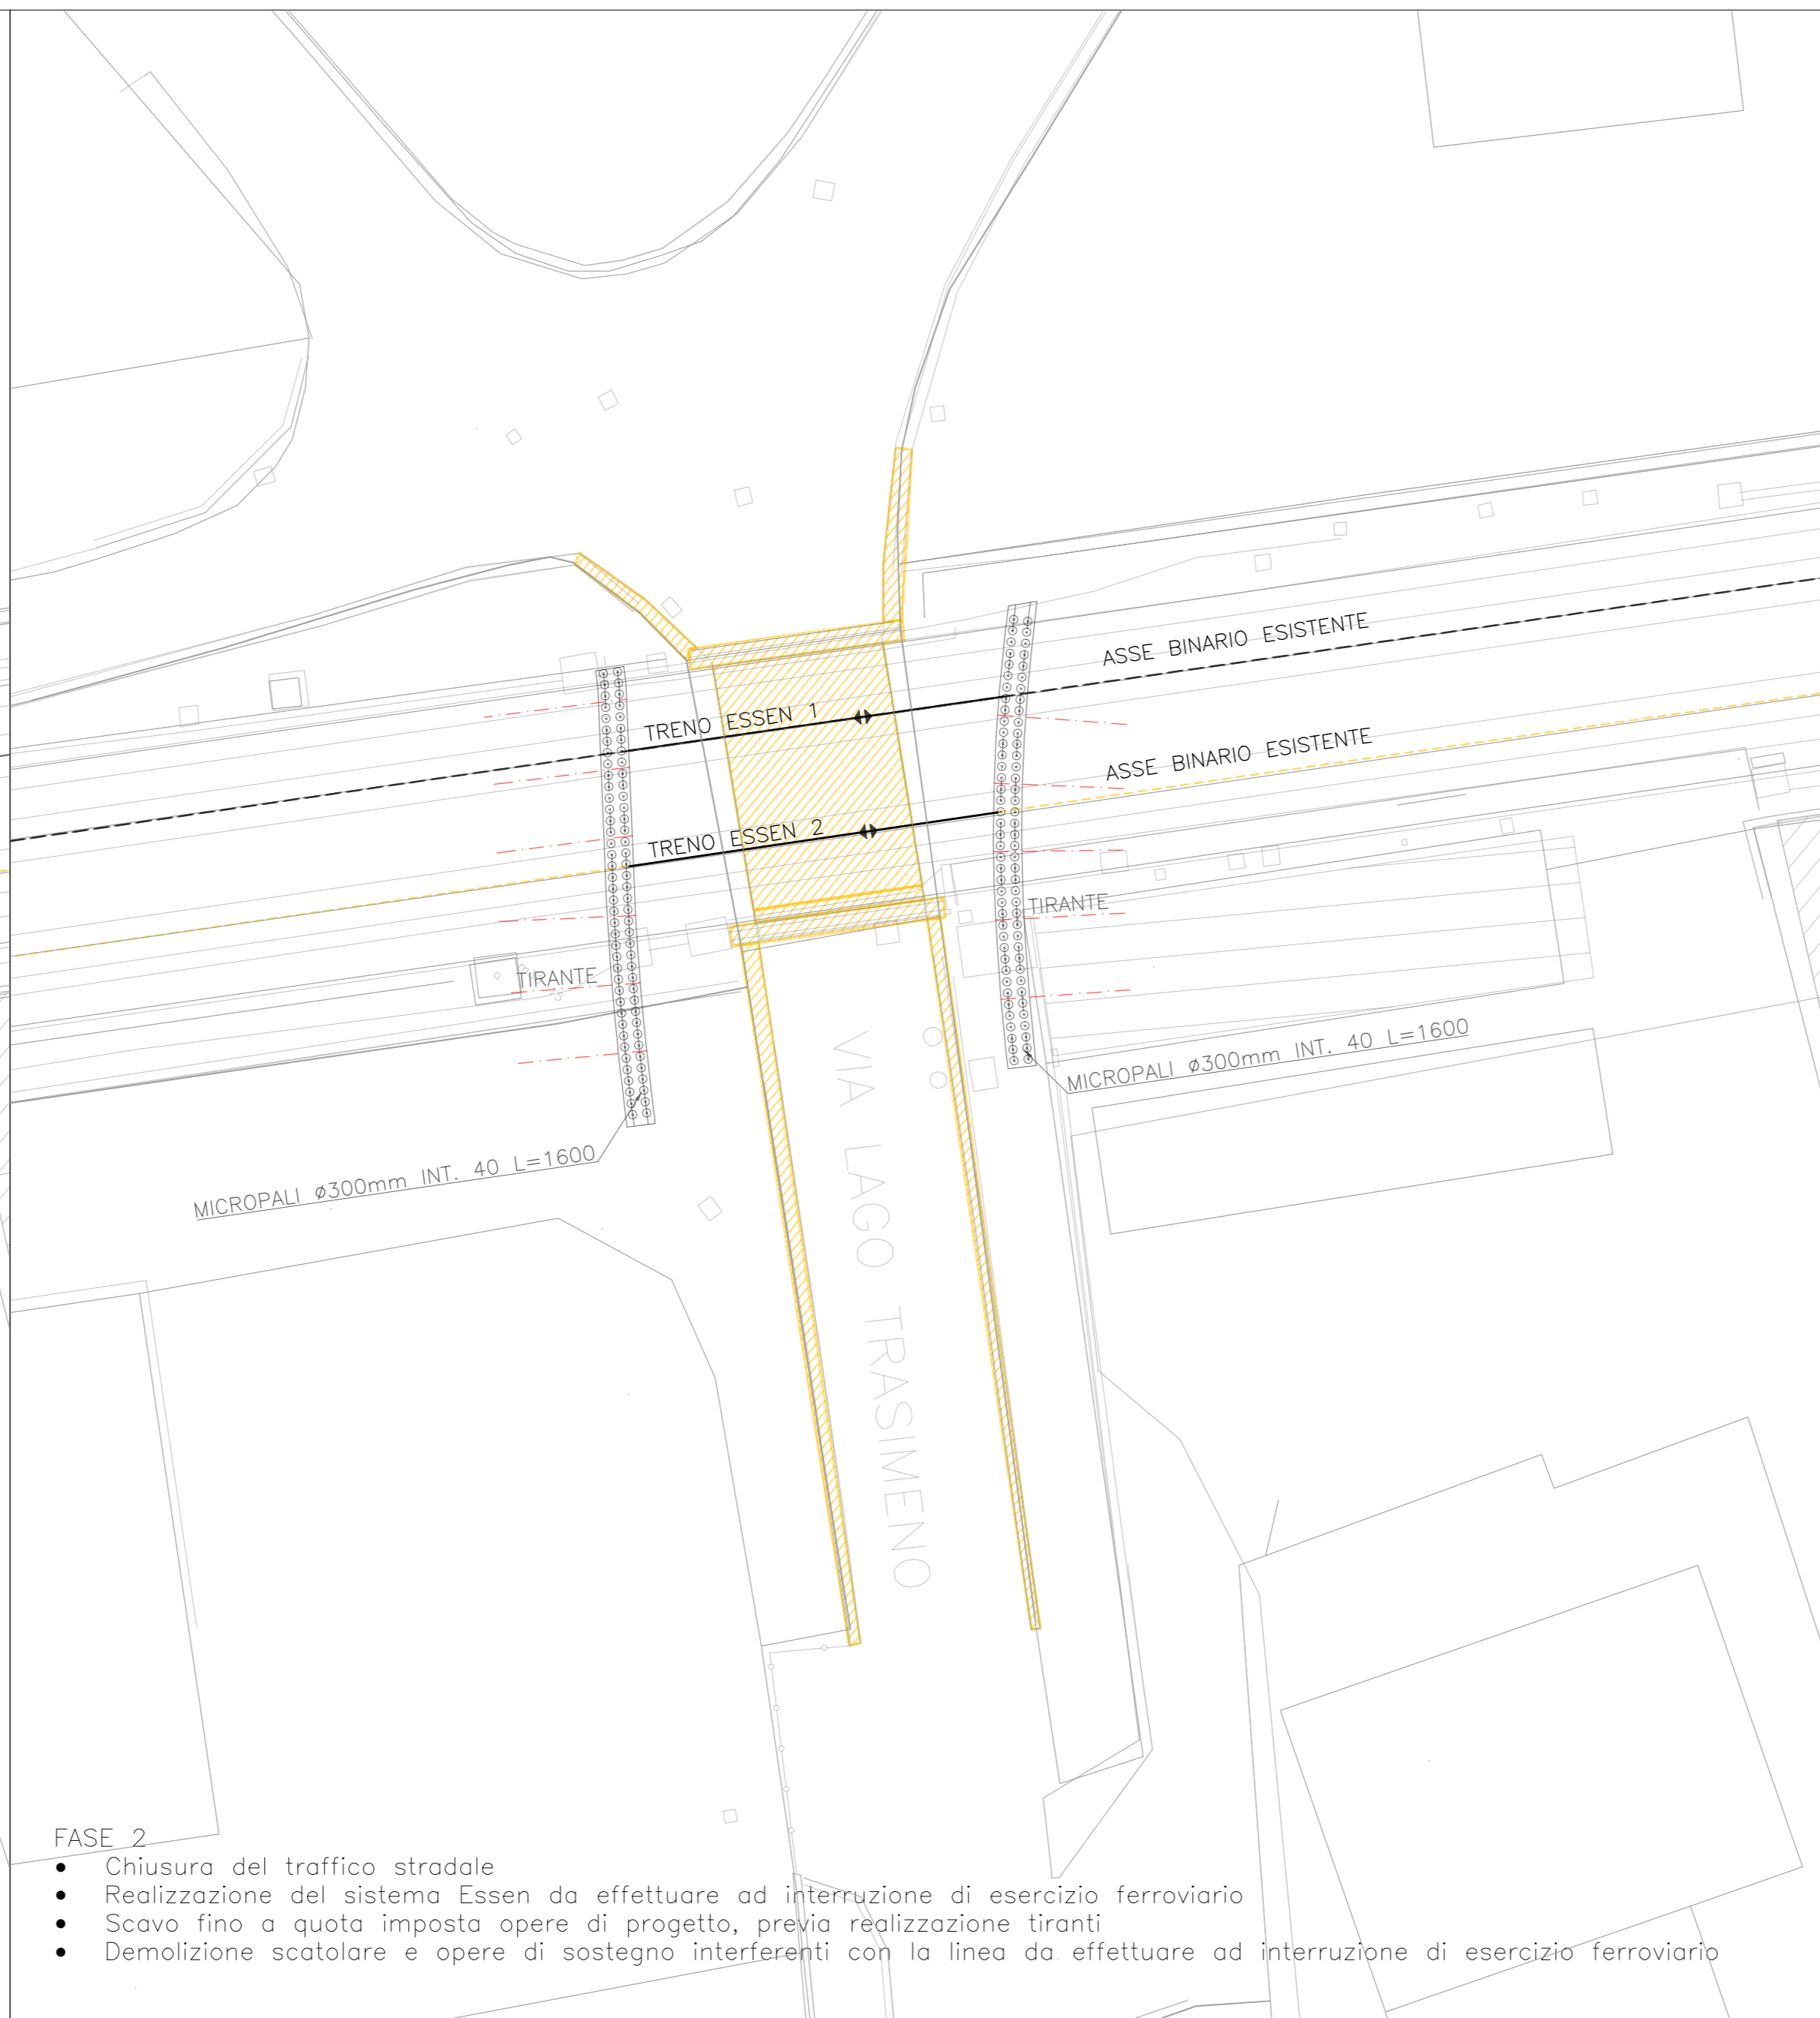 ASSE BINARIO ESISTENTE
TRENO ESSEN 1
ASSE BINARIO ESISTENTE
TRENO ESSEN 2
TIRANTE
TIRANTE
MICROPALI ø300mm INT. 40 L=1600
MICROPALI ø300mm INT. 40 L=1600
VIA LAGO TRASIMENO
FASE 2
• Chiusura del traffico stradale
• Realizzazione del sistema Essen da effettuare ad interruzione di esercizio ferroviario
• Scavo fino a quota imposta opere di progetto, previa realizzazione tiranti
• Demolizione scatolare e opere di sostegno interferenti con la linea da effettuare ad interruzione di esercizio ferroviario